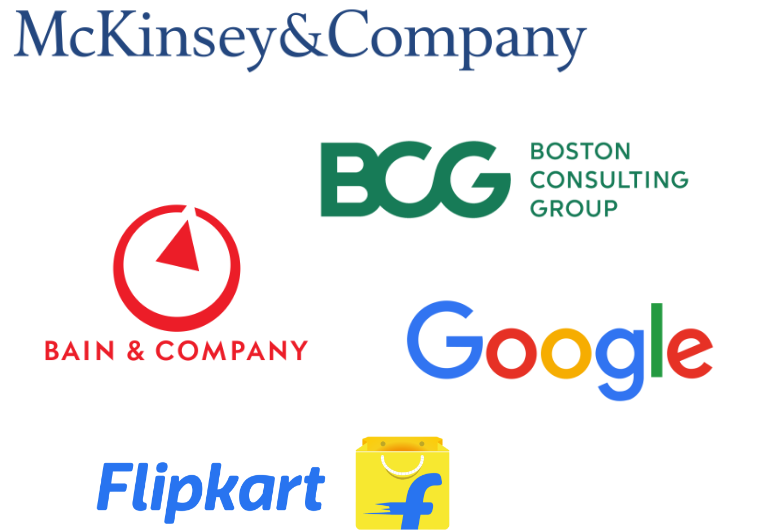 McKinsey&Company
BCG
BOSTON
CONSULTING
GROUP
BAIN & COMPANY
Google
Flipkart
f